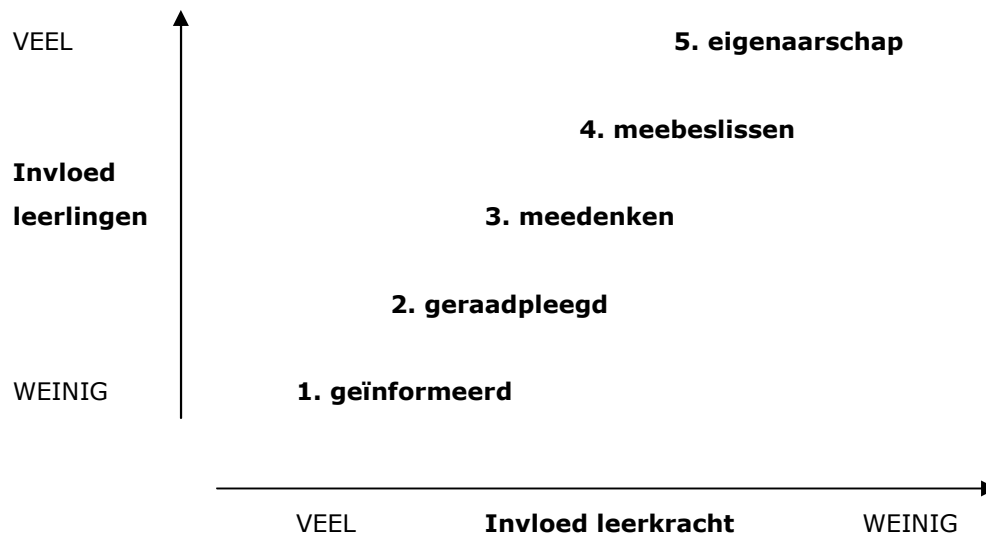 VEEL 5. eigenaarschap
4. meebeslissen
Invloed
leerlingen 3. meedenken
2. geraadpleegd
WEINIG 1. geïnformeerd
VEEL Invloed leerkracht WEINIG